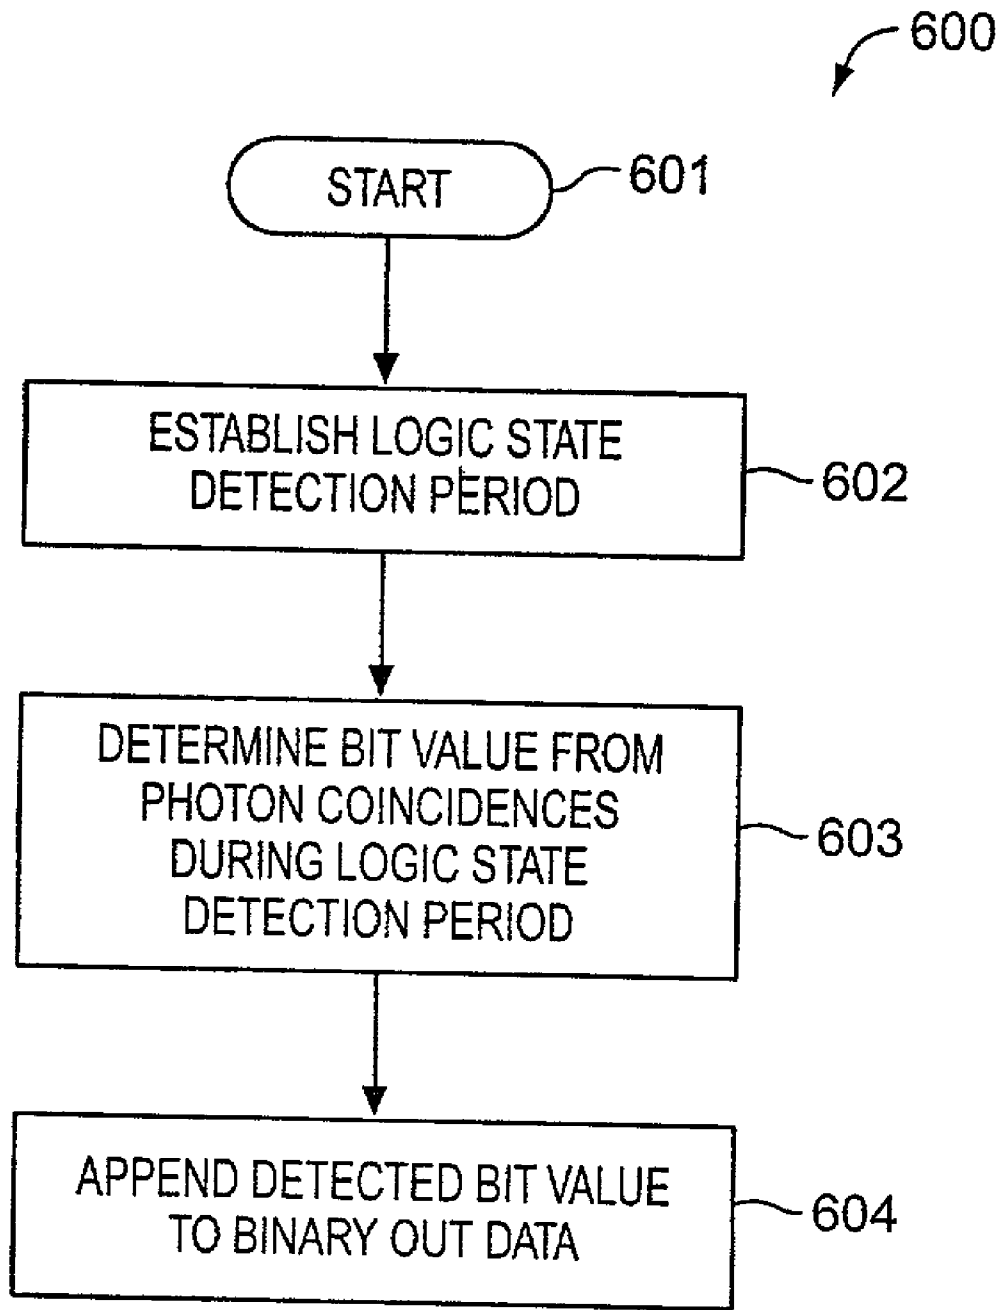 600
START
601
ESTABLISH LOGIC STATE
DETECTION PERIOD
602
DETERMINE BIT VALUE FROM
PHOTON COINCIDENCES
DURING LOGIC STATE
DETECTION PERIOD
603
APPEND DETECTED BIT VALUE
TO BINARY OUT DATA
604